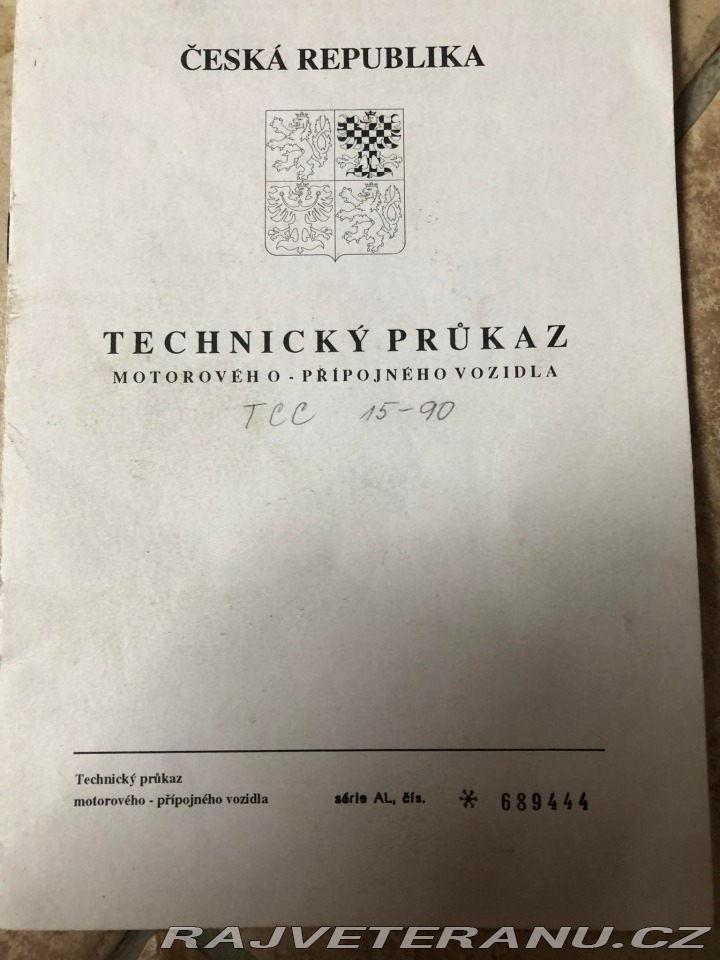 ČESKÁ REPUBLIKA
TECHNICKÝ PRŮKAZ
MOTOROVÉHO - PŘÍPOJNÉHO VOZIDLA
TCC 15-90
Technický průkaz
motorového - přípojného vozidla série AL, čís. * 689444
RAJVETERANU.CZ